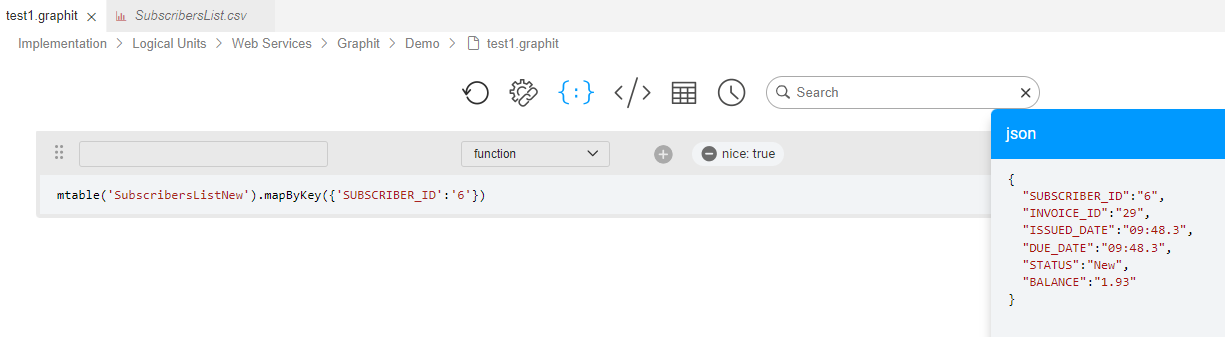 test1.graphit ×
SubscribersList.csv
Implementation > Logical Units > Web Services > Graphit > Demo > test1.graphit
{:} </> Search ×
json
function
nice: true
mtable('SubscribersListNew').mapByKey({'SUBSCRIBER_ID':'6'})
{
"SUBSCRIBER_ID":"6",
"INVOICE_ID":"29",
"ISSUED_DATE":"09:48.3",
"DUE_DATE":"09:48.3",
"STATUS":"New",
"BALANCE":"1.93"
}